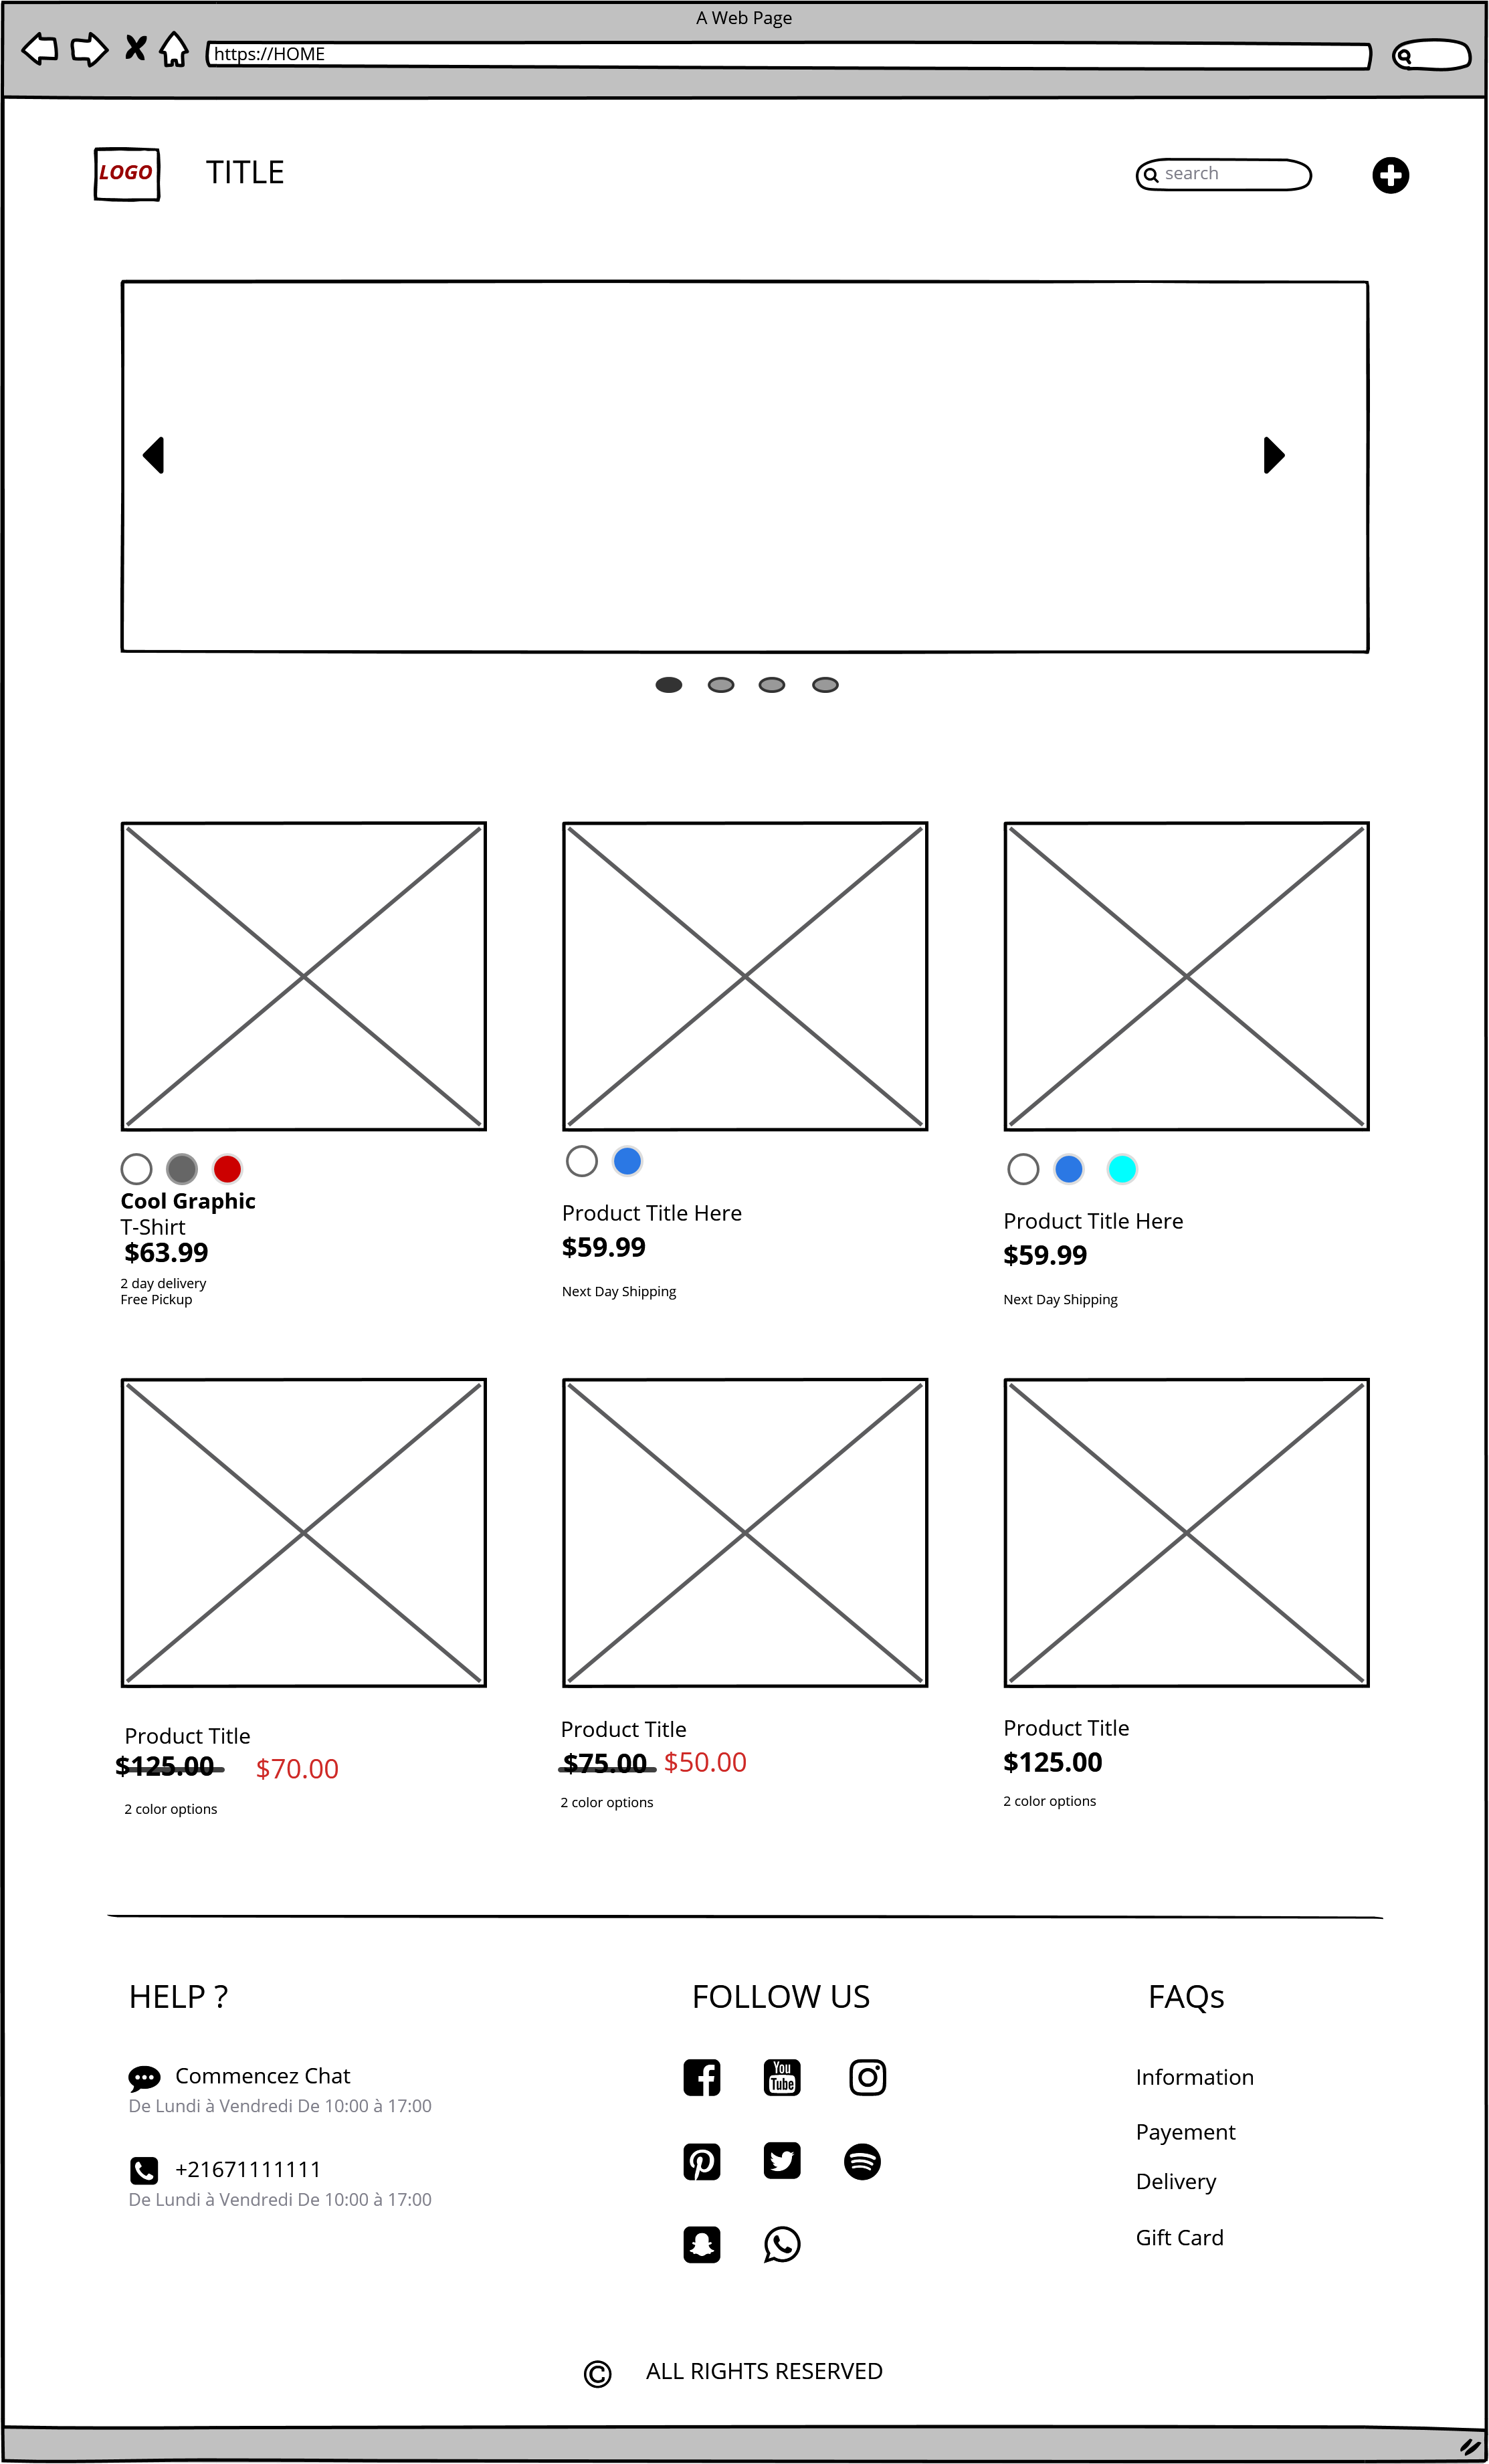 A Web Page
https://HOME
LOGO
TITLE
search
Cool Graphic
T-Shirt
$63.99
2 day delivery
Free Pickup
Product Title Here
$59.99
Next Day Shipping
Product Title Here
$59.99
Next Day Shipping
Product Title
$125.00 $70.00
2 color options
Product Title
$75.00 $50.00
2 color options
Product Title
$125.00
2 color options
HELP ?
Commencez Chat
De Lundi à Vendredi De 10:00 à 17:00
+21671111111
De Lundi à Vendredi De 10:00 à 17:00
FOLLOW US
You
Tube
FAQs
Information
Payement
Delivery
Gift Card
© ALL RIGHTS RESERVED